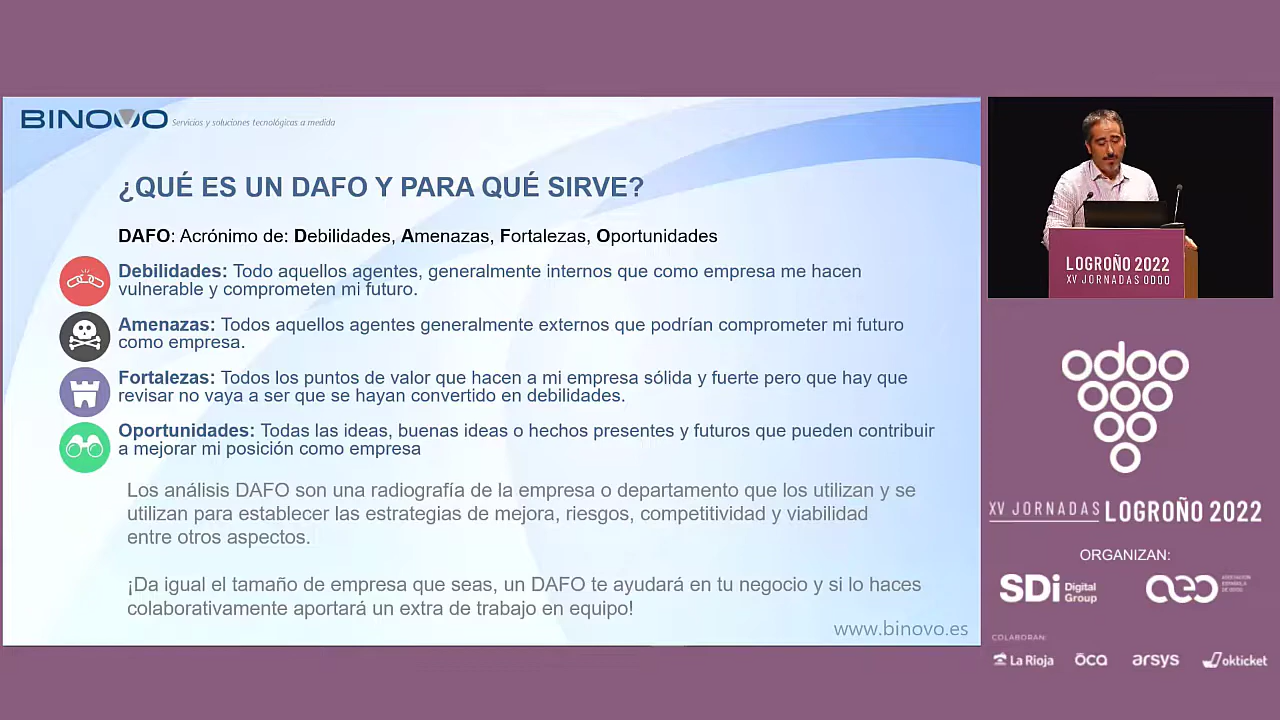 BINOVO Servicios y soluciones tecnológicas a medida
¿QUÉ ES UN DAFO Y PARA QUÉ SIRVE?
DAFO: Acrónimo de: Debilidades, Amenazas, Fortalezas, Oportunidades
Debilidades: Todo aquellos agentes, generalmente internos que como empresa me hacen
vulnerable y comprometen mi futuro.
Amenazas: Todos aquellos agentes generalmente externos que podrían comprometer mi futuro
como empresa.
Fortalezas: Todos los puntos de valor que hacen a mi empresa sólida y fuerte pero que hay que
revisar no vaya a ser que se hayan convertido en debilidades.
Oportunidades: Todas las ideas, buenas ideas o hechos presentes y futuros que pueden contribuir
a mejorar mi posición como empresa
Los análisis DAFO son una radiografía de la empresa o departamento que los utilizan y se
utilizan para establecer las estrategias de mejora, riesgos, competitividad y viabilidad
entre otros aspectos.
¡Da igual el tamaño de empresa que seas, un DAFO te ayudará en tu negocio y si lo haces
colaborativamente aportará un extra de trabajo en equipo!
www.binovo.es
LOGROÑO 2022
XV JORNADAS ODOO
odoo
XV JORNADAS LOGROÑO 2022
ORGANIZAN:
SDi Digital
Group
aeo ASOCIACIÓN
ESPAÑOLA
DE ODOO
COLABORAN:
La Rioja öca arsys okticket